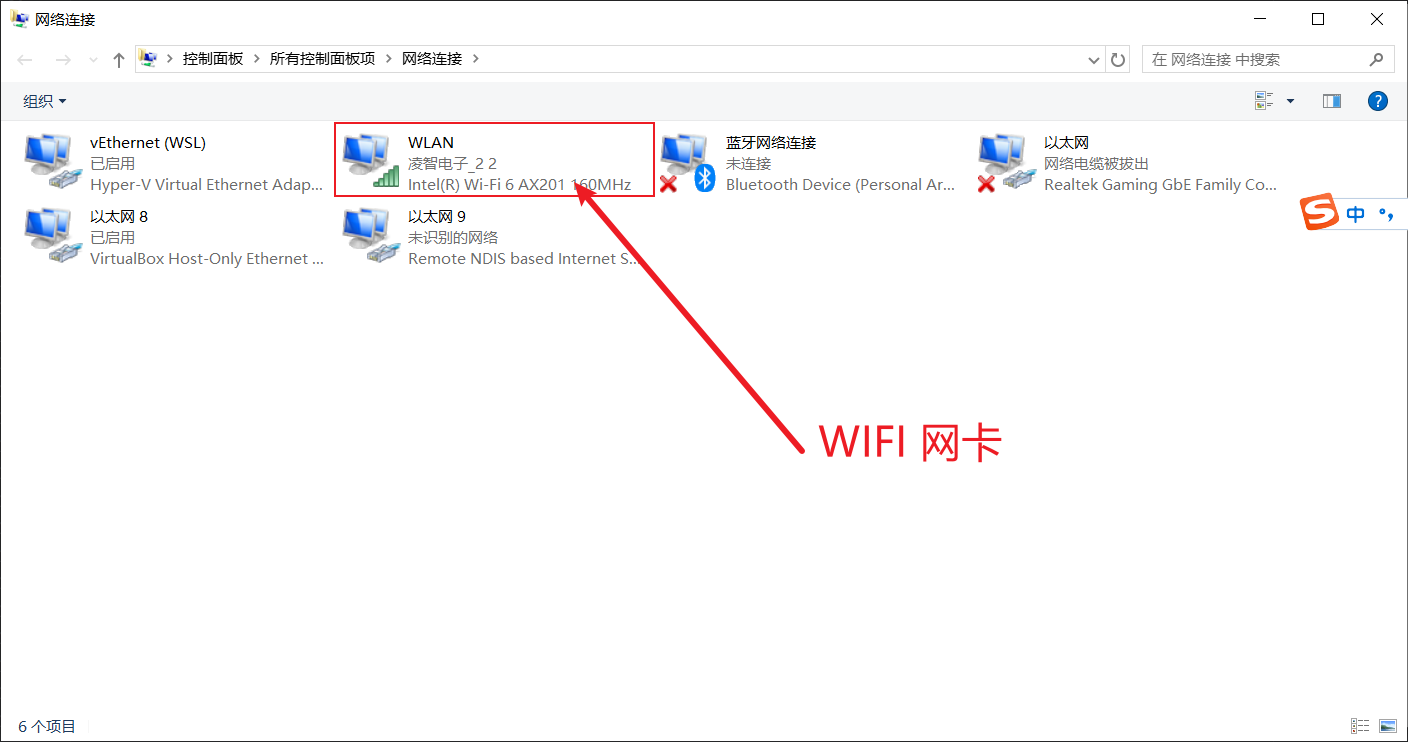 网络连接
控制面板 > 所有控制面板项 > 网络连接 >
在 网络连接 中搜索
组织
vEthernet (WSL)
已启用
Hyper-V Virtual Ethernet Adap...
WLAN
凌智电子_2 2
Intel(R) Wi-Fi 6 AX201 160MHz
蓝牙网络连接
未连接
Bluetooth Device (Personal Ar...
以太网
网络电缆被拔出
Realtek Gaming GbE Family Co...
以太网 8
已启用
VirtualBox Host-Only Ethernet ...
以太网 9
未识别的网络
Remote NDIS based Internet S...
S 中 °,
WIFI 网卡
6 个项目